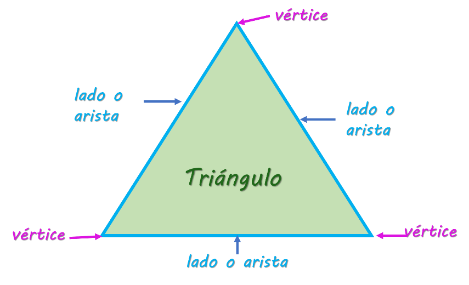 vértice
lado o
arista
lado o
arista
Triángulo
vértice
vértice
lado o arista